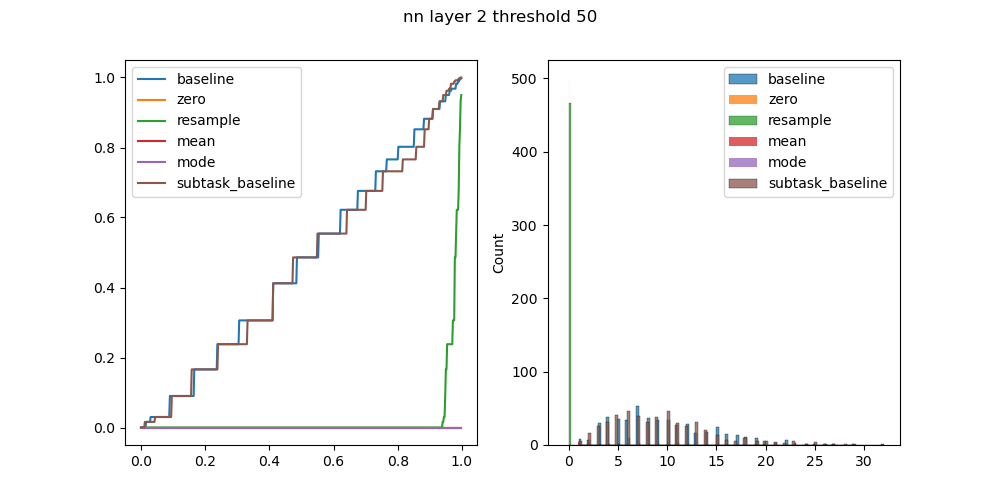 nn layer 2 threshold 50
baseline
zero
resample
mean
mode
subtask_baseline
1.0
0.8
0.6
0.4
0.2
0.0
0.0 0.2 0.4 0.6 0.8 1.0
baseline
zero
resample
mean
mode
subtask_baseline
Count
500
400
300
200
100
0
0 5 10 15 20 25 30